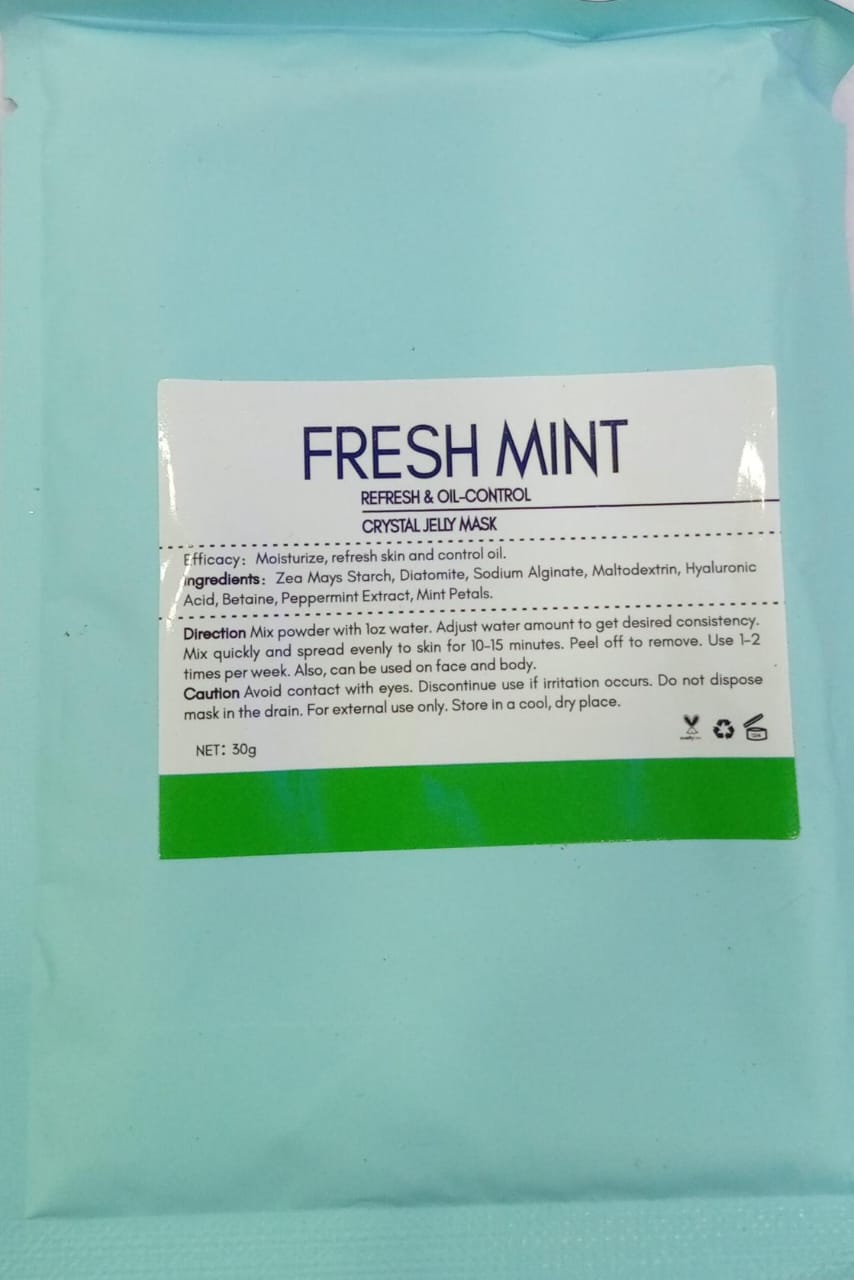 FRESH MINT
REFRESH & OIL-CONTROL
CRYSTAL JELLY MASK
Efficacy: Moisturize, refresh skin and control oil.
Ingredients: Zea Mays Starch, Diatomite, Sodium Alginate, Maltodextrin, Hyaluronic
Acid, Betaine, Peppermint Extract, Mint Petals.
Direction Mix powder with 1oz water. Adjust water amount to get desired consistency.
Mix quickly and spread evenly to skin for 10-15 minutes. Peel off to remove. Use 1-2
times per week. Also, can be used on face and body.
Caution Avoid contact with eyes. Discontinue use if irritation occurs. Do not dispose
mask in the drain. For external use only. Store in a cool, dry place.
NET: 30g